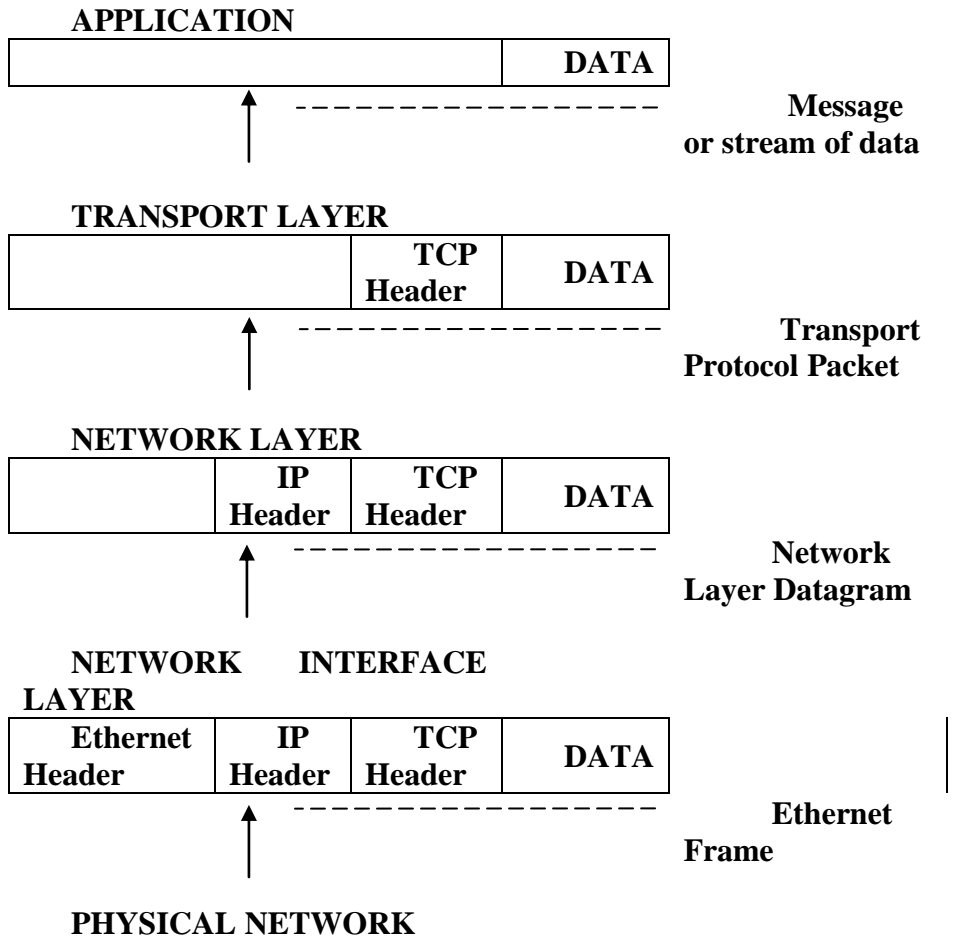 APPLICATION
DATA
Message
or stream of data
TRANSPORT LAYER
TCP
Header
DATA
Transport
Protocol Packet
NETWORK LAYER
IP
Header
TCP
Header
DATA
Network
Layer Datagram
NETWORK INTERFACE
LAYER
Ethernet
Header
IP
Header
TCP
Header
DATA
Ethernet
Frame
PHYSICAL NETWORK